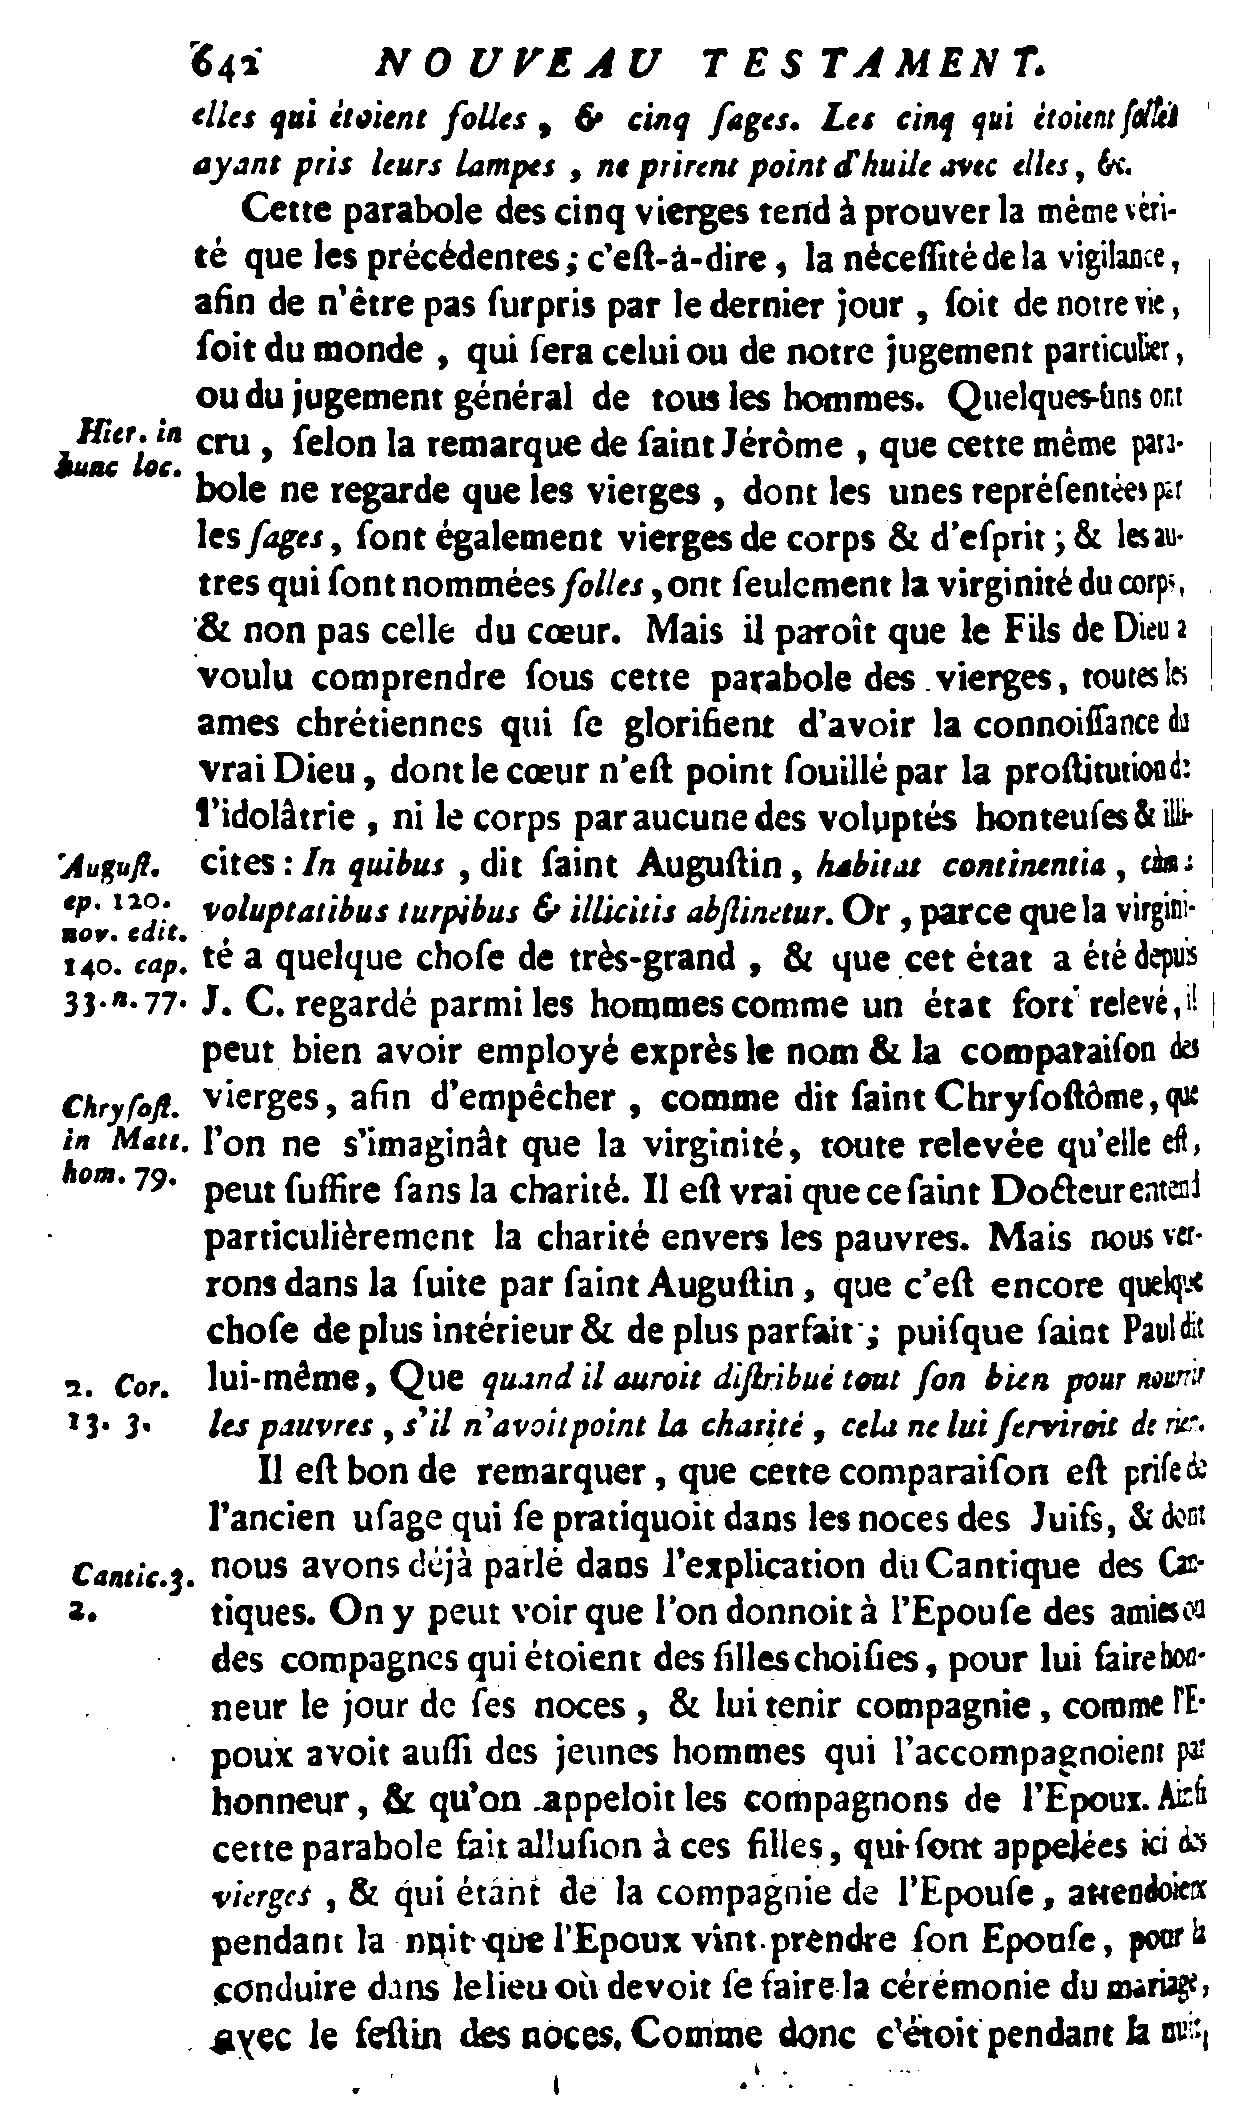 642 NOUVEAU TESTAMENT.
elles qui étoient folles, & cinq ſages. Les cinq qui étoient folles
ayant pris leurs lampes, ne prirent point d'huile avec elles, &c.
Cette parabole des cinq vierges tend à prouver la même véri-
té que les précédentes; c'eſt-à-dire, la néceſſité de la vigilance,
afin de n'être pas ſurpris par le dernier jour, ſoit de notre vie,
ſoit du monde, qui ſera celui ou de notre jugement particulier,
ou du jugement général de tous les hommes. Quelques-uns ont
Hier. in
hunc loc.
cru, ſelon la remarque de ſaint Jérôme, que cette même para-
bole ne regarde que les vierges, dont les unes repréſentées par
les ſages, ſont également vierges de corps & d'eſprit; & les au-
tres qui ſont nommées folles, ont ſeulement la virginité du corps,
& non pas celle du cœur. Mais il paroît que le Fils de Dieu a
voulu comprendre ſous cette parabole des vierges, toutes les
ames chrétiennes qui ſe glorifient d'avoir la connoiſſance du
vrai Dieu, dont le cœur n'eſt point ſouillé par la proſtitution de
l'idolâtrie, ni le corps par aucune des voluptés honteuſes & illi-
Auguſt.
ep. 120.
nov. edit.
140. cap.
33. n. 77.
cites: In quibus, dit ſaint Auguſtin, habitat continentia, cùm à
voluptatibus turpibus & illicitis abſtinetur. Or, parce que la virgini-
té a quelque choſe de très-grand, & que cet état a été depuis
J. C. regardé parmi les hommes comme un état fort relevé, il
peut bien avoir employé exprès le nom & la comparaiſon des
Chryſoſt.
in Matt.
hom. 79.
vierges, afin d'empêcher, comme dit ſaint Chryſoſtôme, que
l'on ne s'imaginât que la virginité, toute relevée qu'elle eſt,
peut ſuffire ſans la charité. Il eſt vrai que ce ſaint Docteur entend
particulièrement la charité envers les pauvres. Mais nous ver-
rons dans la ſuite par ſaint Auguſtin, que c'eſt encore quelque
choſe de plus intérieur & de plus parfait; puiſque ſaint Paul dit
2. Cor.
13. 3.
lui-même, Que quand il auroit diſtribué tout ſon bien pour nourrir
les pauvres, s'il n'avoit point la charité, cela ne lui ſerviroit de rien.
Il eſt bon de remarquer, que cette comparaiſon eſt priſe de
l'ancien uſage qui ſe pratiquoit dans les noces des Juifs, & dont
Cantic. 3.
2.
nous avons déjà parlé dans l'explication du Cantique des Can-
tiques. On y peut voir que l'on donnoit à l'Epouſe des amies ou
des compagnes qui étoient des filles choiſies, pour lui faire hon-
neur le jour de ſes noces, & lui tenir compagnie, comme l'E-
poux avoit auſſi des jeunes hommes qui l'accompagnoient par
honneur, & qu'on appeloit les compagnons de l'Epoux. Ainſi
cette parabole fait alluſion à ces filles, qui ſont appelées ici des
vierges, & qui étant de la compagnie de l'Epouſe, attendoient
pendant la nuit que l'Epoux vînt prendre ſon Epouſe, pour la
conduire dans le lieu où devoit ſe faire la cérémonie du mariage,
avec le feſtin des noces. Comme donc c'étoit pendant la nuit,